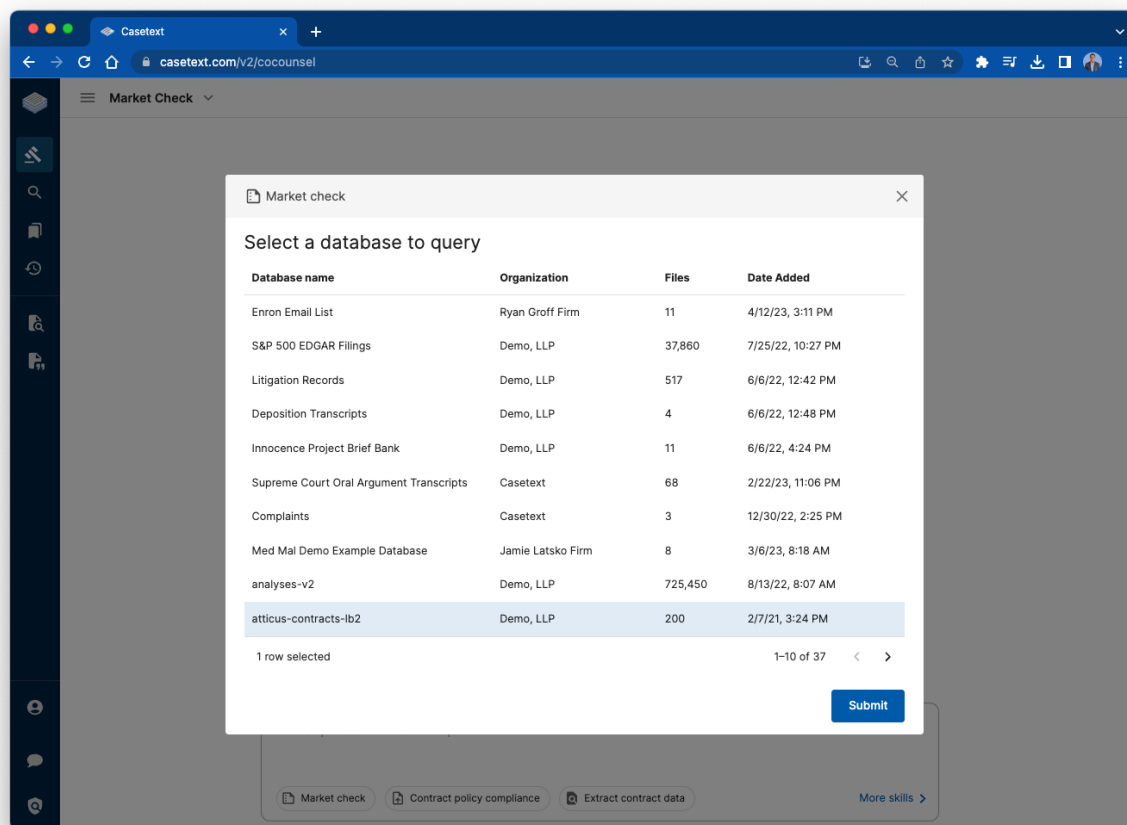 Casetext
casetext.com/v2/cocounsel
Market Check
Market check
Select a database to query
Database name Organization Files Date Added
Enron Email List Ryan Groff Firm 11 4/12/23, 3:11 PM
S&P 500 EDGAR Filings Demo, LLP 37,860 7/25/22, 10:27 PM
Litigation Records Demo, LLP 517 6/6/22, 12:42 PM
Deposition Transcripts Demo, LLP 4 6/6/22, 12:48 PM
Innocence Project Brief Bank Demo, LLP 11 6/6/22, 4:24 PM
Supreme Court Oral Argument Transcripts Casetext 68 2/22/23, 11:06 PM
Complaints Casetext 3 12/30/22, 2:25 PM
Med Mal Demo Example Database Jamie Latsko Firm 8 3/6/23, 8:18 AM
analyses-v2 Demo, LLP 725,450 8/13/22, 8:07 AM
atticus-contracts-lb2 Demo, LLP 200 2/7/21, 3:24 PM
1 row selected 1–10 of 37
Submit
Market check Contract policy compliance Extract contract data More skills